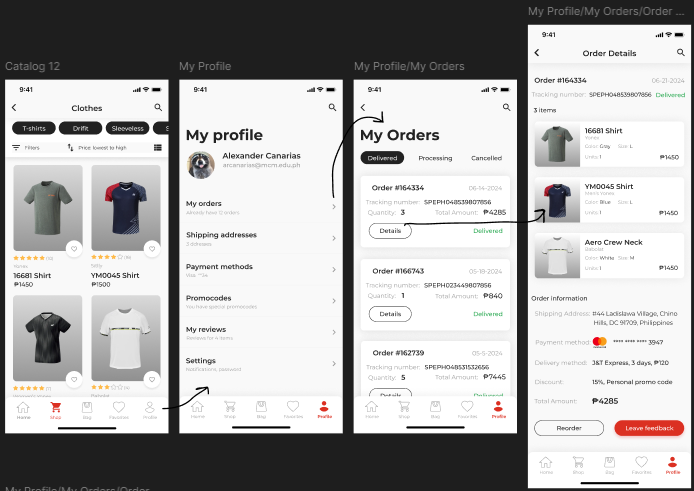 My Profile/My Orders/Order ...
Catalog 12
My Profile
My Profile/My Orders
9:41
Clothes
T-shirts
Drifit
Sleeveless
S
Filters
Price: lowest to high
16681 Shirt
₱1450
YM0045 Shirt
₱1500
Home
Shop
Bag
Favorites
Profile
9:41
My profile
Alexander Canarias
arcanarias@mcm.edu.ph
My orders
Already have 12 orders
Shipping addresses
2 addresses
Payment methods
Visa **34
Promocodes
You have special promocodes
My reviews
Reviews for 4 items
Settings
Notifications, password
Home
Shop
Bag
Favorites
Profile
9:41
My Orders
Delivered
Processing
Cancelled
Order #164334
06-14-2024
Tracking number: SPEPH048539807856
Quantity: 3
Total Amount: ₱4285
Details
Delivered
Order #166743
05-19-2024
Tracking number: SPEPH023449807856
Quantity: 1
Total Amount: ₱840
Details
Delivered
Order #162739
05-5-2024
Tracking number: SPEPH048531532656
Quantity: 5
Total Amount: ₱7445
Details
Delivered
Home
Shop
Bag
Favorites
Profile
9:41
Order Details
Order #164334
06-21-2024
Tracking number: SPEPH048539807856
Delivered
3 items
16681 Shirt
Yonex
Color: Gray Size: L
Units: 1
₱1450
YM0045 Shirt
Mens Yonex
Color: Blue Size: L
Units: 1
₱1450
Aero Crew Neck
Color: White Size: M
Units: 1
₱1450
Order information
Shipping Address: #44 Ladislawa Village, Chino
Hills, DC 91709, Philippines
Payment method: **** **** **** 3947
Delivery method: J&T Express, 3 days, ₱120
Discount: 15%, Personal promo code
Total Amount: ₱4285
Reorder
Leave feedback
Home
Shop
Bag
Favorites
Profile
My Profile/My Orders/Order